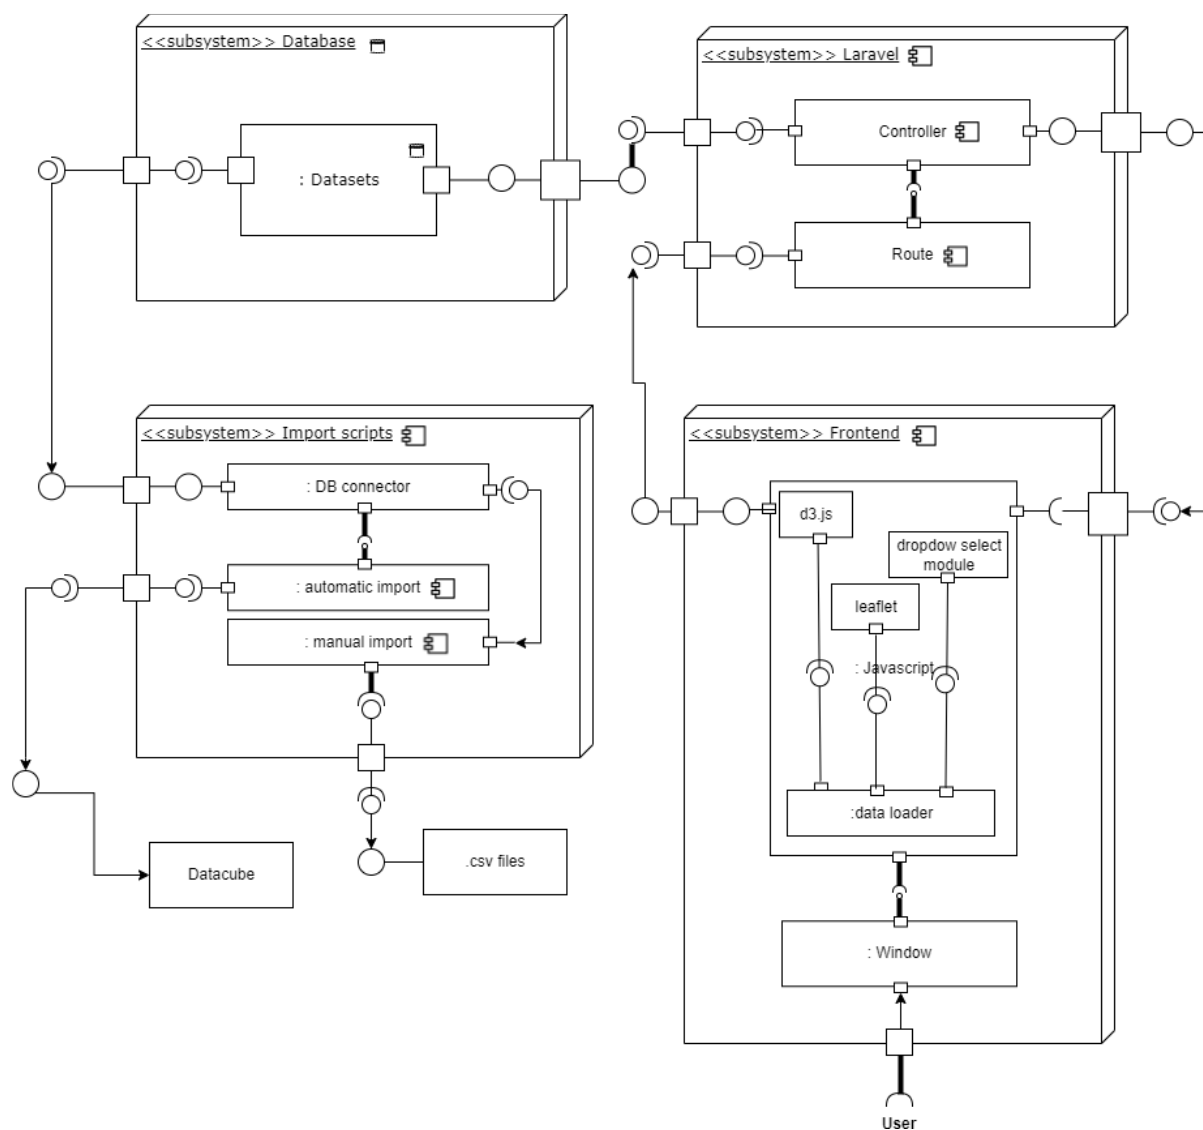 <<subsystem>> Database
: Datasets
<<subsystem>> Laravel
Controller
Route
<<subsystem>> Import scripts
: DB connector
: automatic import
: manual import
Datacube
.csv files
<<subsystem>> Frontend
d3.js
dropdow select
module
leaflet
: Javascript
:data loader
: Window
User